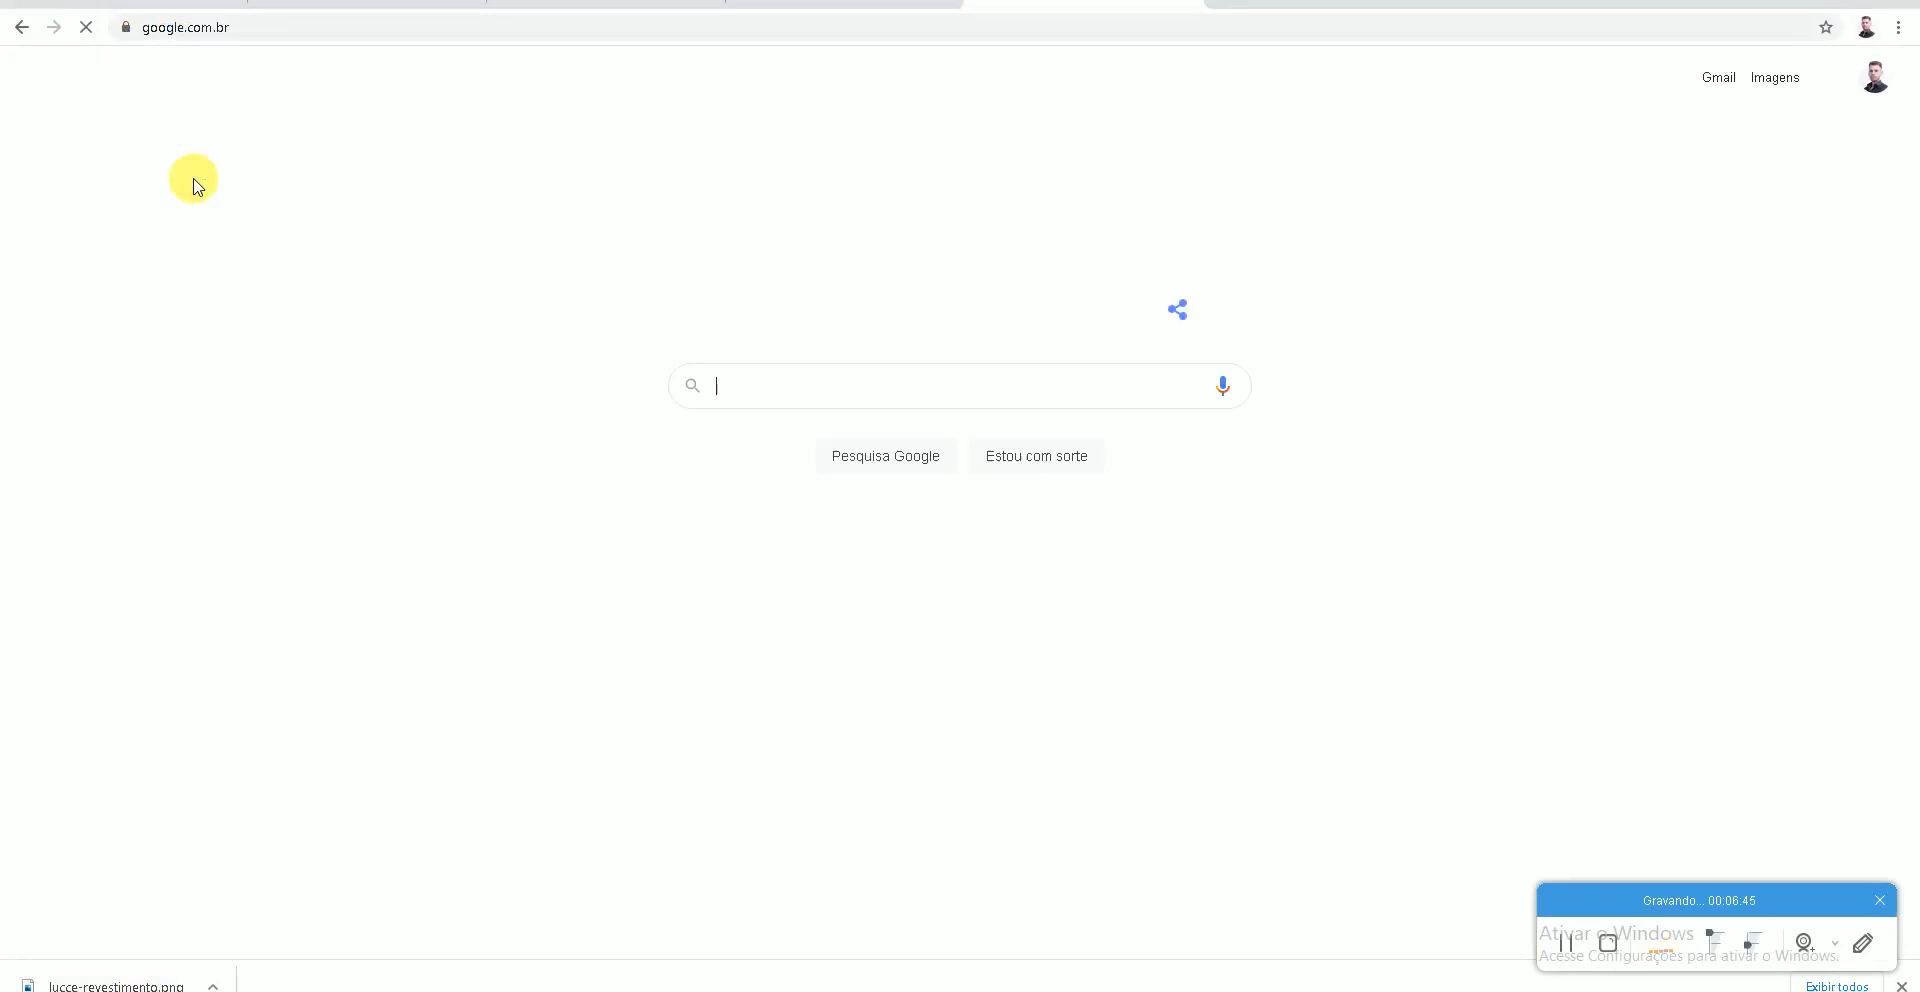 google.com.br
Gmail Imagens
Pesquisa Google Estou com sorte
Gravando... 00:06:45
Ativar o Windows
Acesse Configurações para ativar o Windows.
lucce-revestimento.png
Exibir todos